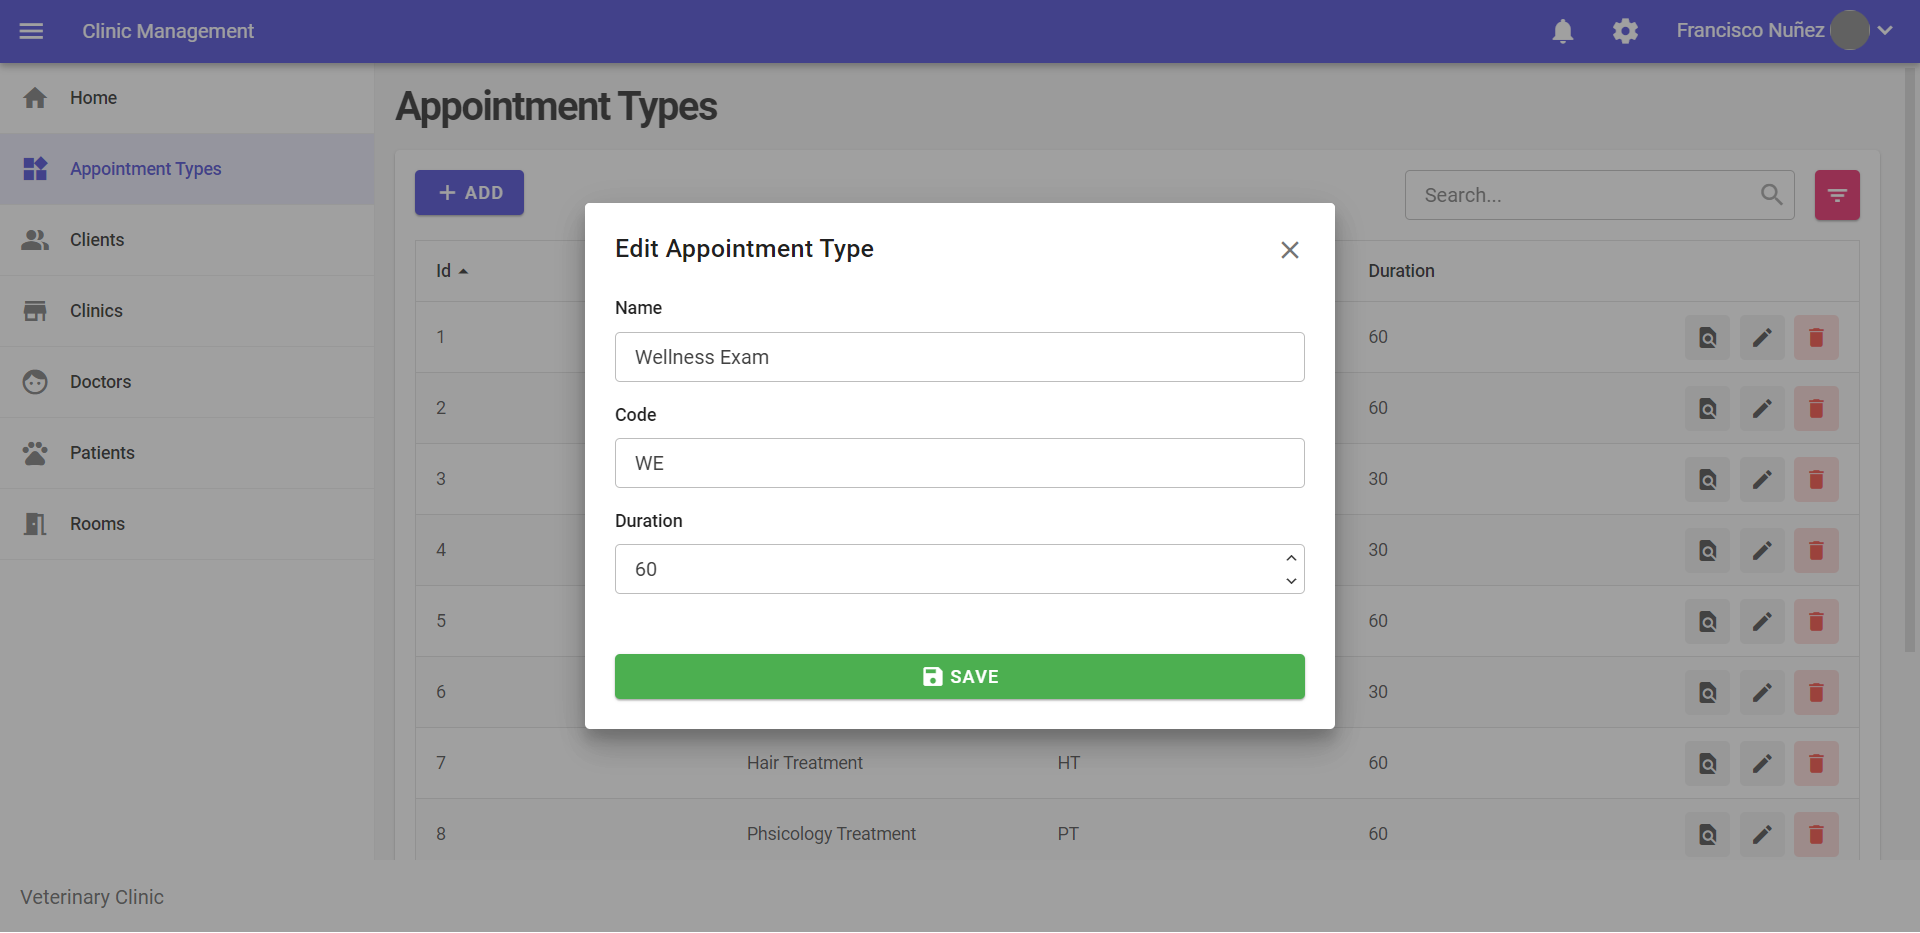 Clinic Management
Francisco Nuñez
Home
Appointment Types
Clients
Clinics
Doctors
Patients
Rooms
Appointment Types
ADD
Search...
Id
Duration
1
60
2
60
3
30
4
30
5
60
6
30
7
Hair Treatment
HT
60
8
Phsicology Treatment
PT
60
Edit Appointment Type
Name
Wellness Exam
Code
WE
Duration
60
SAVE
Veterinary Clinic